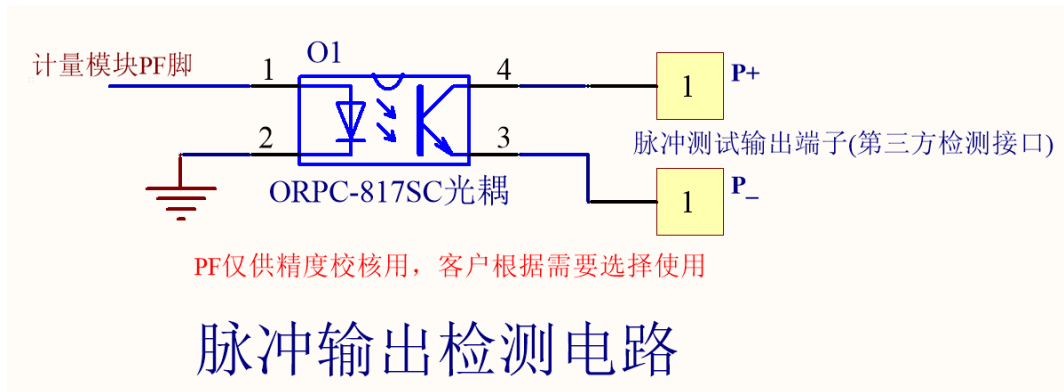 O1
计量模块PF脚
1
4
1
P+
2
3
脉冲测试输出端子(第三方检测接口)
ORPC-817SC光耦
1
P_
PF仅供精度校核用，客户根据需要选择使用
脉冲输出检测电路